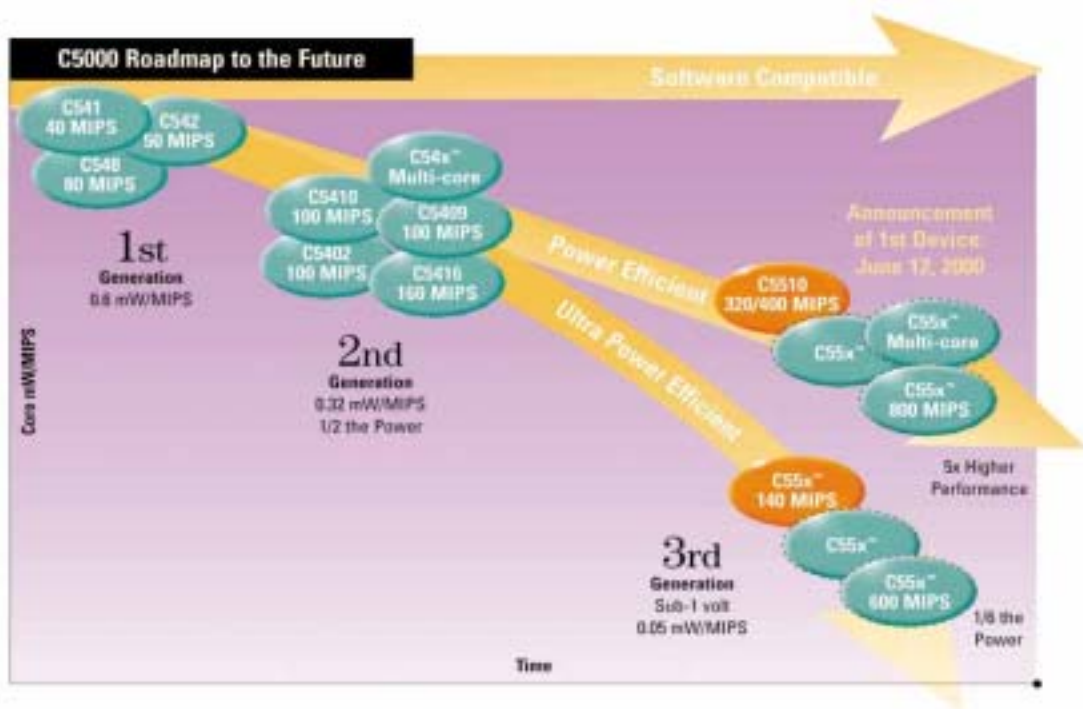 C5000 Roadmap to the Future
Software Compatible
C541
40 MIPS
C542
50 MIPS
C548
80 MIPS
1st
Generation
0.6 mW/MIPS
C54x™
Multi-core
C5410
100 MIPS
C5409
100 MIPS
C5402
100 MIPS
C5416
160 MIPS
2nd
Generation
0.32 mW/MIPS
1/2 the Power
Power Efficient
Ultra Power Efficient
Announcement
of 1st Device:
June 12, 2000
C5510
320/400 MIPS
C55x™
C55x™
Multi-core
C55x™
800 MIPS
5x Higher
Performance
C55x™
140 MIPS
C55x™
C55x™
600 MIPS
1/6 the
Power
3rd
Generation
Sub-1 volt
0.05 mW/MIPS
Core mW/MIPS
Time